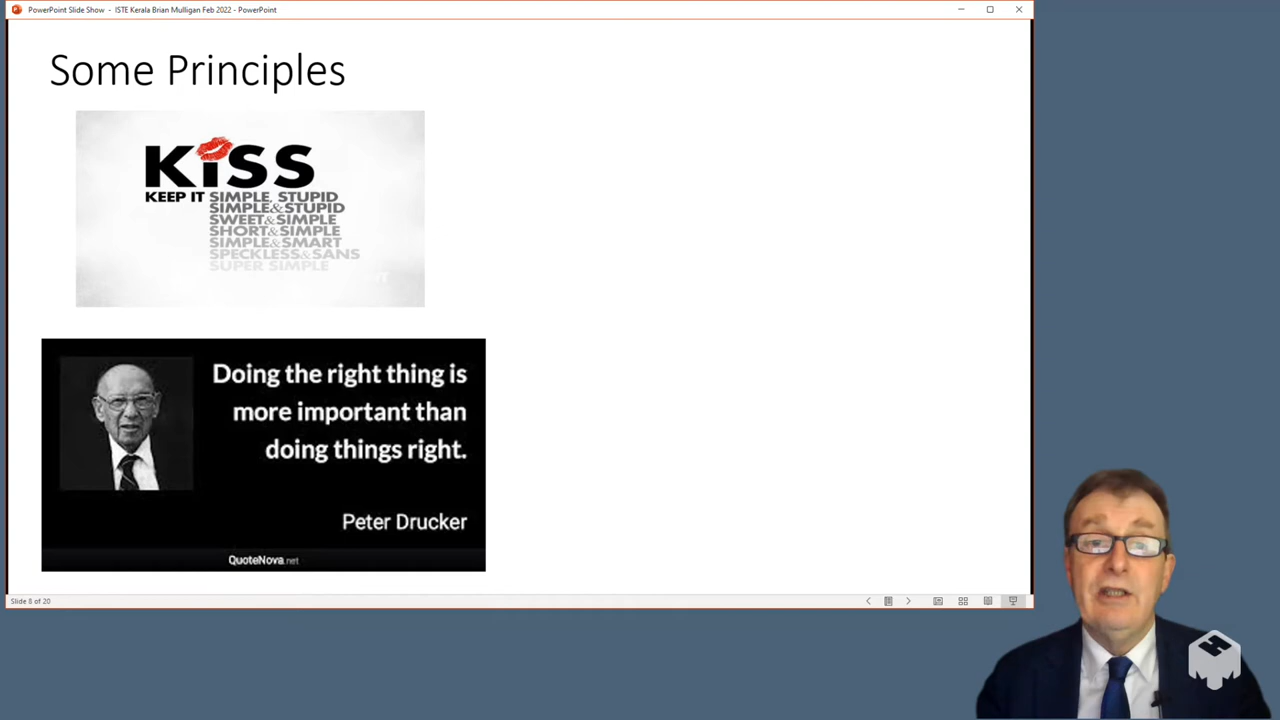 PowerPoint Slide Show - ISTE Kerala Brian Mulligan Feb 2022 - PowerPoint
Some Principles
KiSS
KEEP IT SIMPLE, STUPID
SIMPLE&STUPID
SWEET&SIMPLE
SHORT&SIMPLE
SIMPLE&SMART
SPECKLESS&SANS
SUPER SIMPLE
Doing the right thing is
more important than
doing things right.
Peter Drucker
QuoteNova.net
Slide 8 of 20